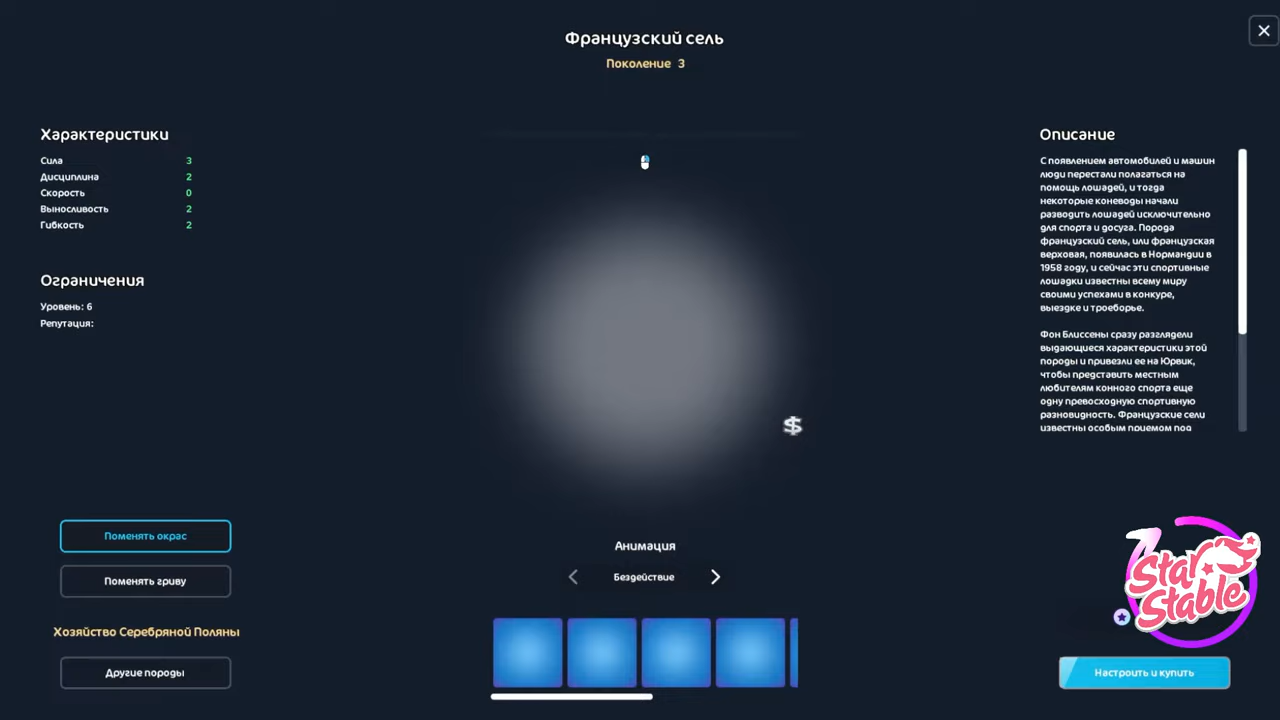 Французский сель
Поколение 3
Характеристики
Сила 3
Дисциплина 2
Скорость 0
Выносливость 2
Гибкость 2
Ограничения
Уровень: 6
Репутация:
Поменять окрас
Поменять гриву
Хозяйство Серебряной Поляны
Другие породы
$
Анимация
Бездействие
Описание
С появлением автомобилей и машин
люди перестали полагаться на
помощь лошадей, и тогда
некоторые коневоды начали
разводить лошадей исключительно
для спорта и досуга. Порода
французский сель, или французская
верховая, появилась в Нормандии в
1958 году, и сейчас эти спортивные
лошадки известны всему миру
своими успехами в конкуре,
выездке и троеборье.
Фон Блиссены сразу разглядели
выдающиеся характеристики этой
породы и привезли ее на Юрвик,
чтобы представить местным
любителям конного спорта еще
одну превосходную спортивную
разновидность. Французские сели
известны особым приемом под
Star
Stable
Настроить и купить